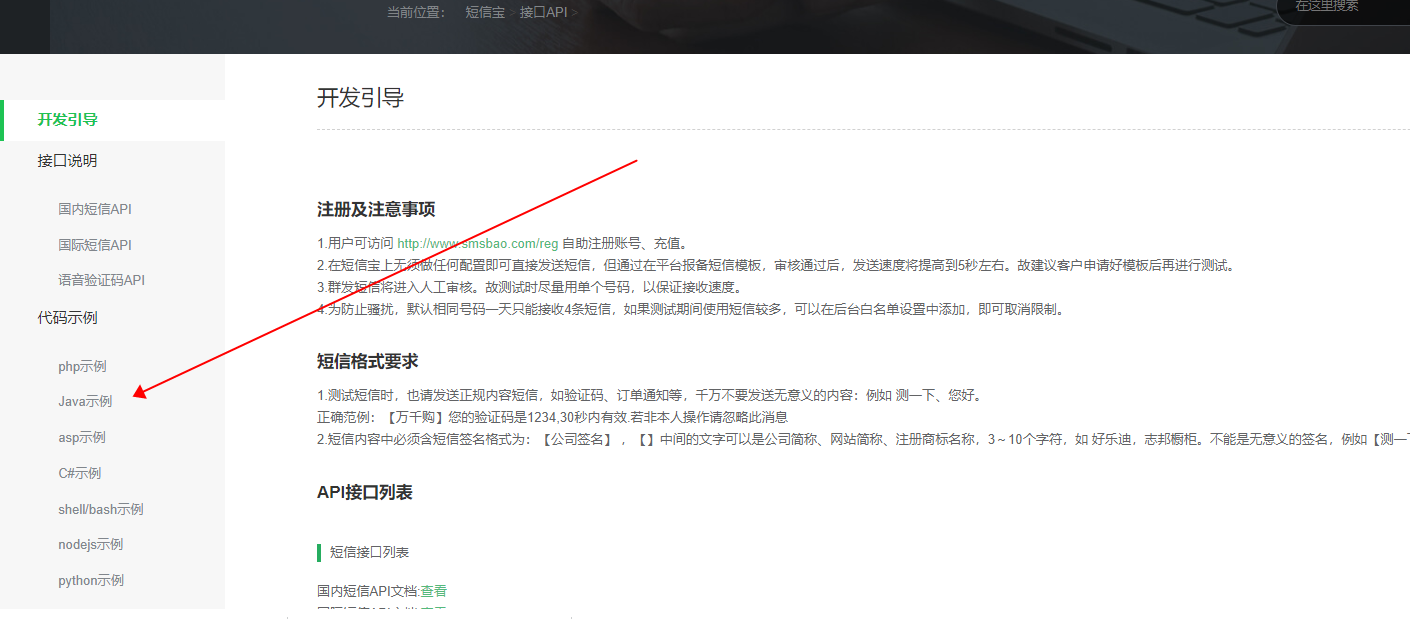 当前位置： 短信宝 > 接口API >
在这里搜索
开发引导
接口说明
国内短信API
国际短信API
语音验证码API
代码示例
php示例
Java示例
asp示例
C#示例
shell/bash示例
nodejs示例
python示例
开发引导
注册及注意事项
1.用户可访问 http://www.smsbao.com/reg 自助注册账号、充值。
2.在短信宝上无须做任何配置即可直接发送短信，但通过在平台报备短信模板，审核通过后，发送速度将提高到5秒左右。故建议客户申请好模板后再进行测试。
3.群发短信将进入人工审核。故测试时尽量用单个号码，以保证接收速度。
4.为防止骚扰，默认相同号码一天只能接收4条短信，如果测试期间使用短信较多，可以在后台白名单设置中添加，即可取消限制。
短信格式要求
1.测试短信时，也请发送正规内容短信，如验证码、订单通知等，千万不要发送无意义的内容：例如 测一下、您好。
正确范例：【万千购】您的验证码是1234,30秒内有效.若非本人操作请忽略此消息
2.短信内容中必须含短信签名格式为：【公司签名】，【】中间的文字可以是公司简称、网站简称、注册商标名称，3～10个字符，如 好乐迪，志邦橱柜。不能是无意义的签名，例如【测一
API接口列表
短信接口列表
国内短信API文档:查看
国际短信API文档:查看